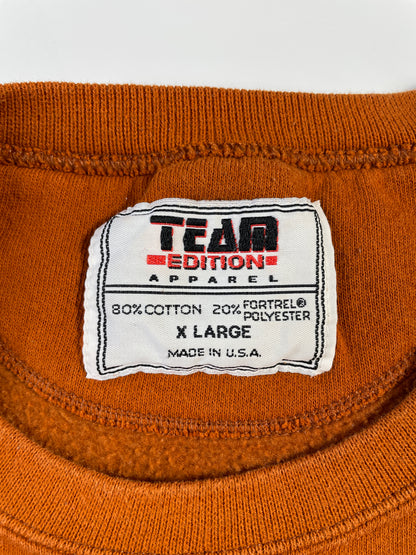 TEAM
EDITION
APPAREL
80% COTTON 20% FORTREL® POLYESTER
X LARGE
MADE IN U.S.A.